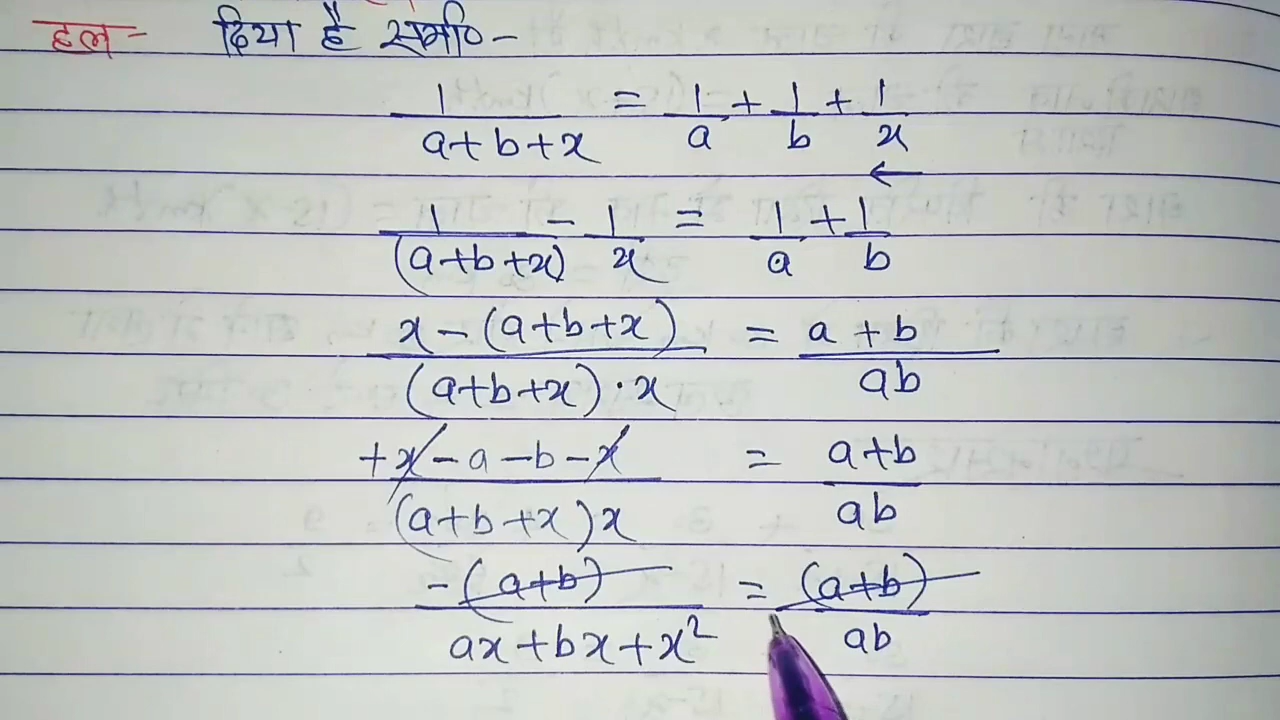 हल- दिया है समी०-
1/(a+b+x) = 1/a + 1/b + 1/x
←
1/(a+b+x) - 1/x = 1/a + 1/b
x-(a+b+x)/(a+b+x)·x = a+b/ab
+x-a-b-x/(a+b+x)x = a+b/ab
-(a+b)/ax+bx+x² = (a+b)/ab